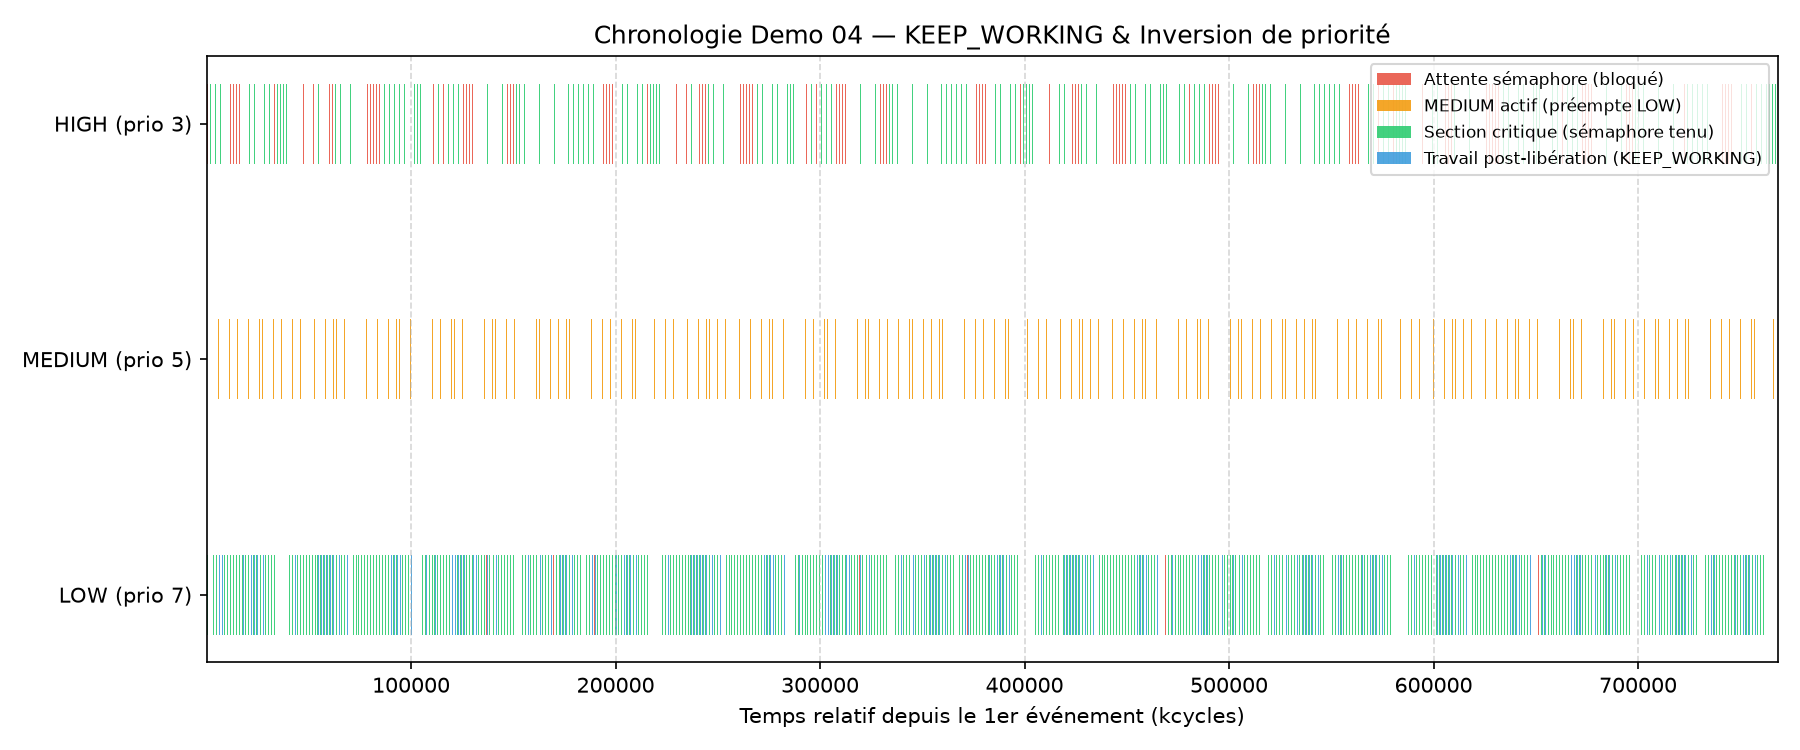 Chronologie Demo 04 — KEEP_WORKING & Inversion de priorité
Attente sémaphore (bloqué)
MEDIUM actif (préempte LOW)
Section critique (sémaphore tenu)
Travail post-libération (KEEP_WORKING)
HIGH (prio 3)
MEDIUM (prio 5)
LOW (prio 7)
100000 200000 300000 400000 500000 600000 700000
Temps relatif depuis le 1er événement (kcycles)